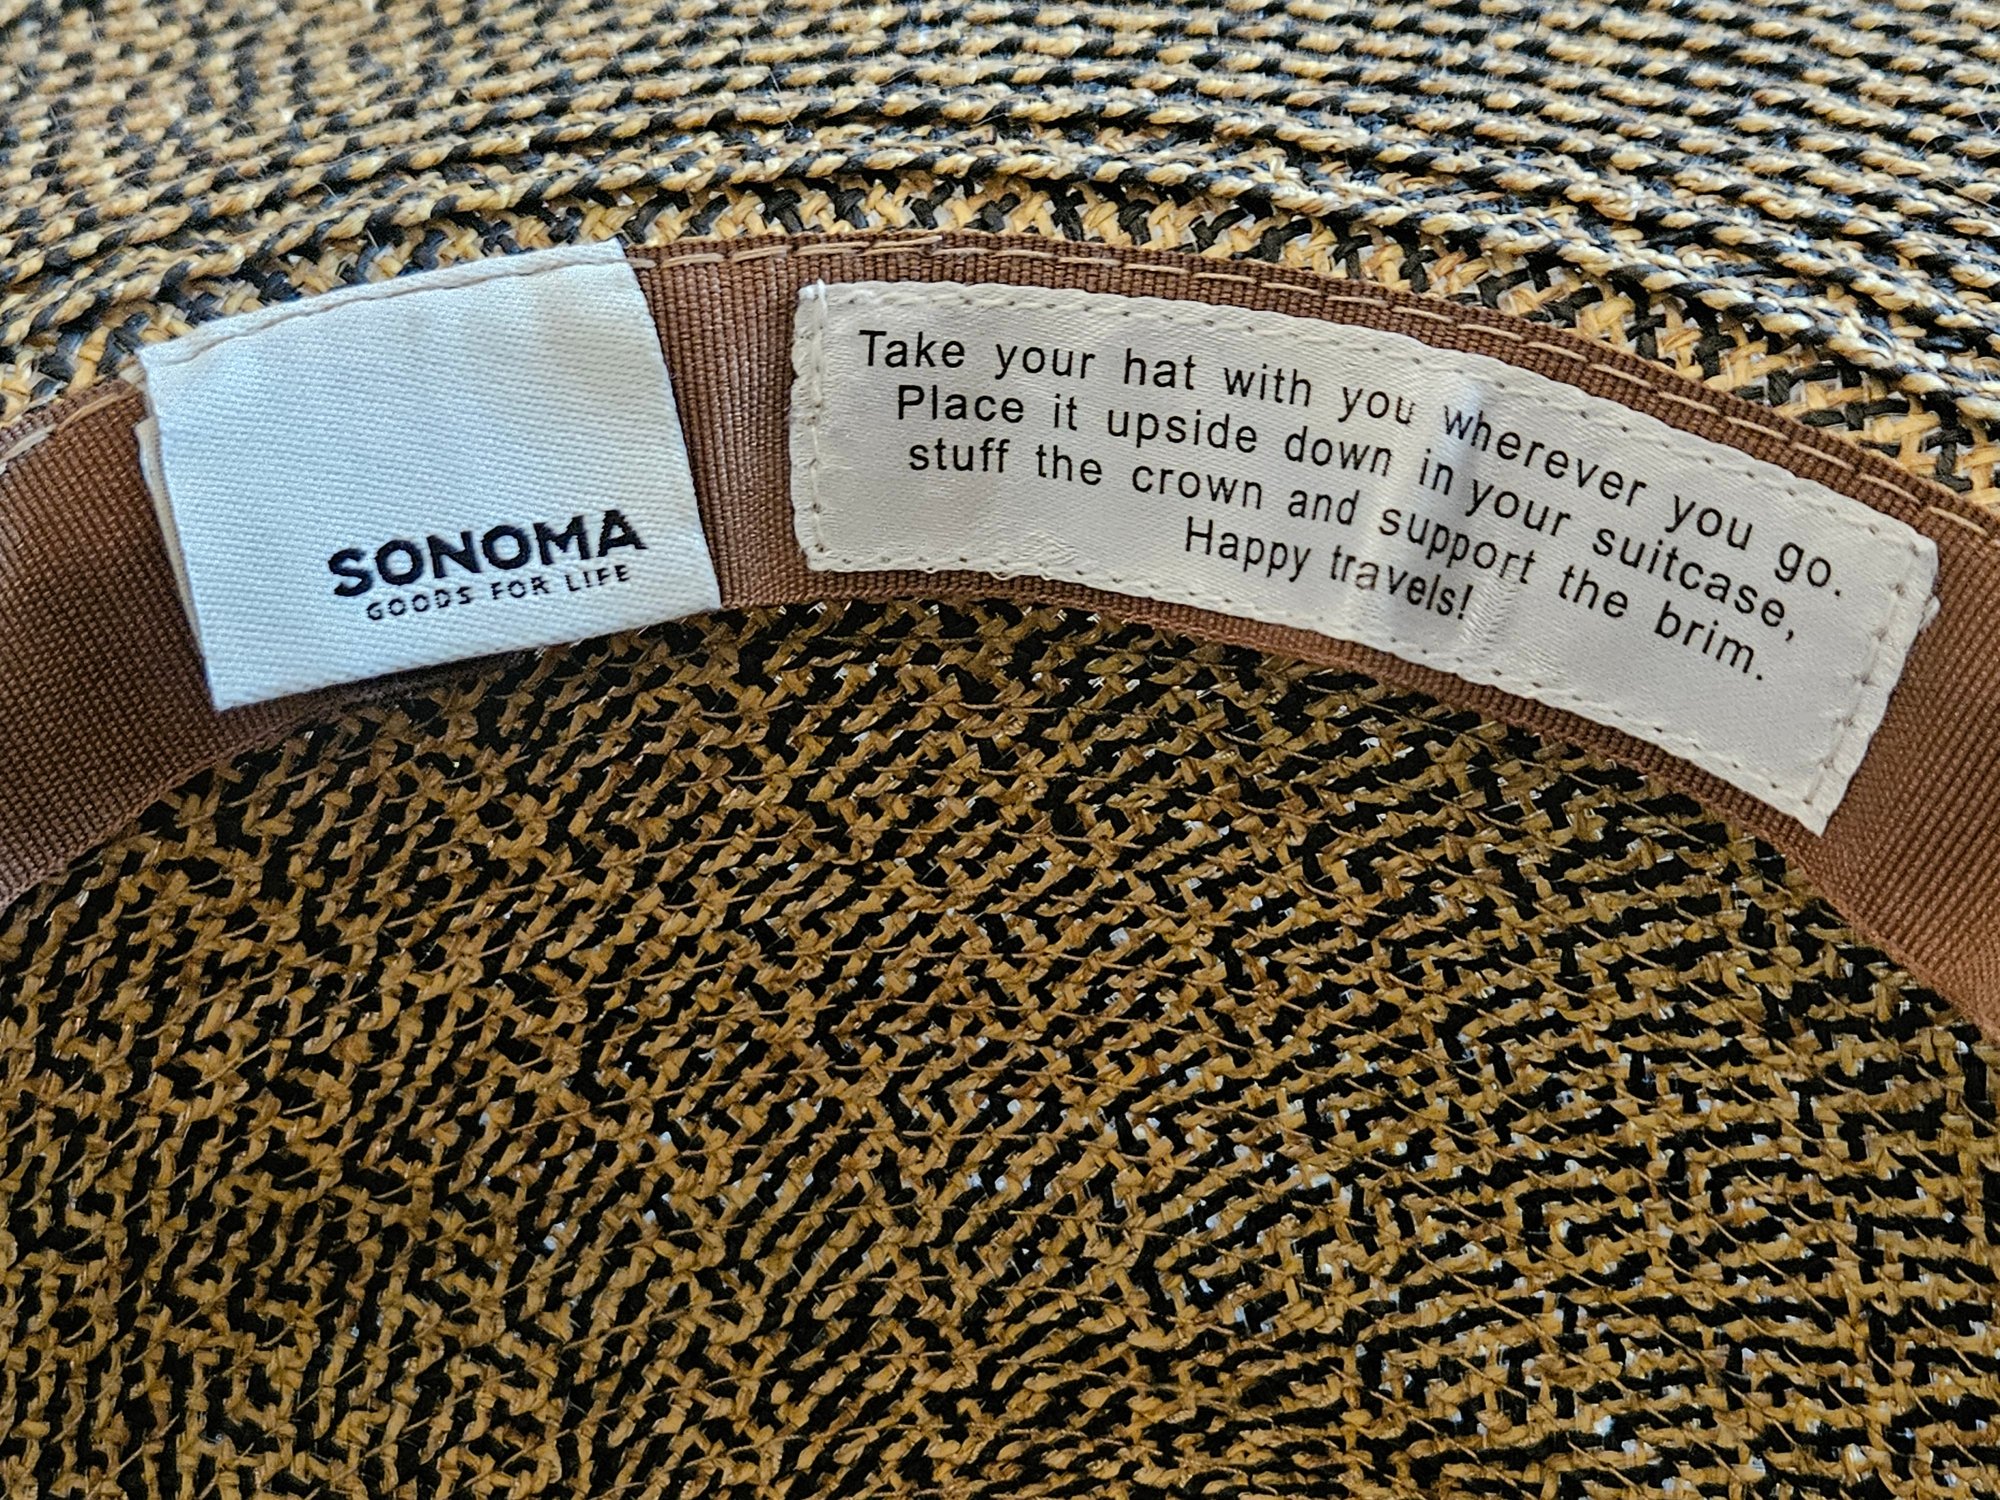 SONOMA
GOODS FOR LIFE
Take your hat with you wherever you go.
Place it upside down in your suitcase,
stuff the crown and support the brim.
Happy travels!